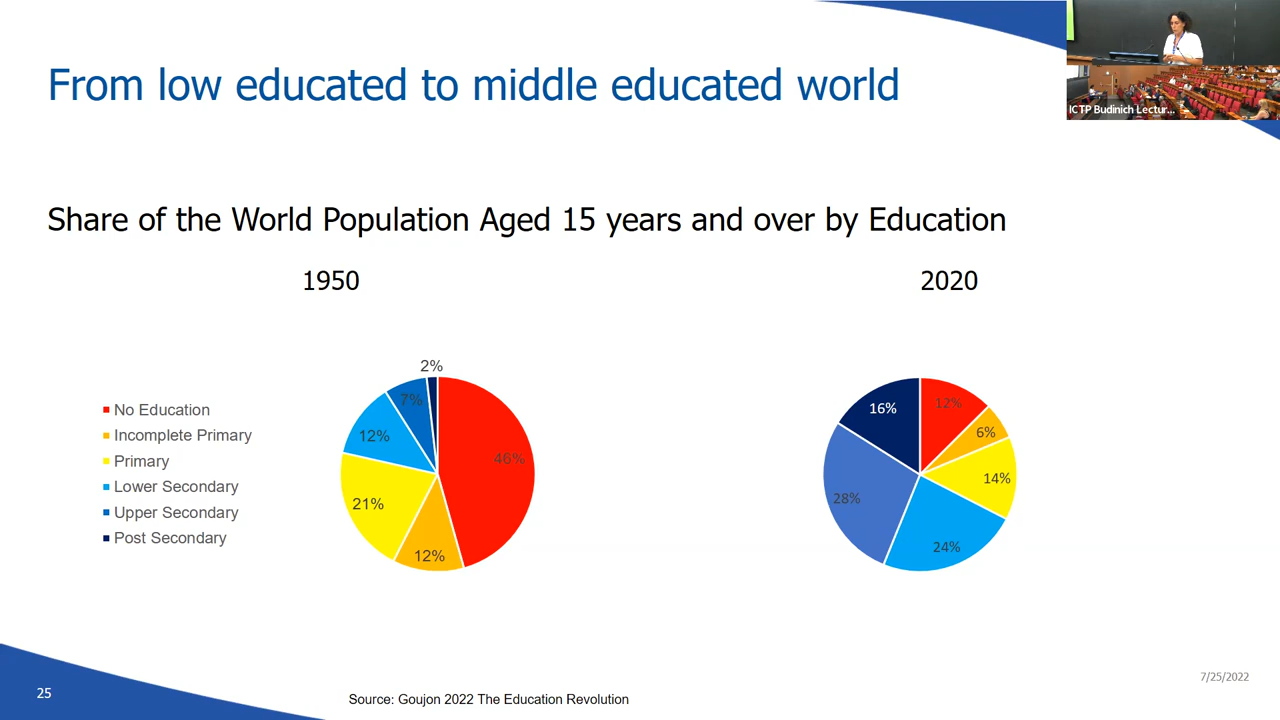 From low educated to middle educated world
ICTP Budinich Lectur...
Share of the World Population Aged 15 years and over by Education
1950
2020
No Education
Incomplete Primary
Primary
Lower Secondary
Upper Secondary
Post Secondary
2%
7%
12%
46%
21%
12%
16%
12%
6%
14%
28%
24%
7/25/2022
25
Source: Goujon 2022 The Education Revolution